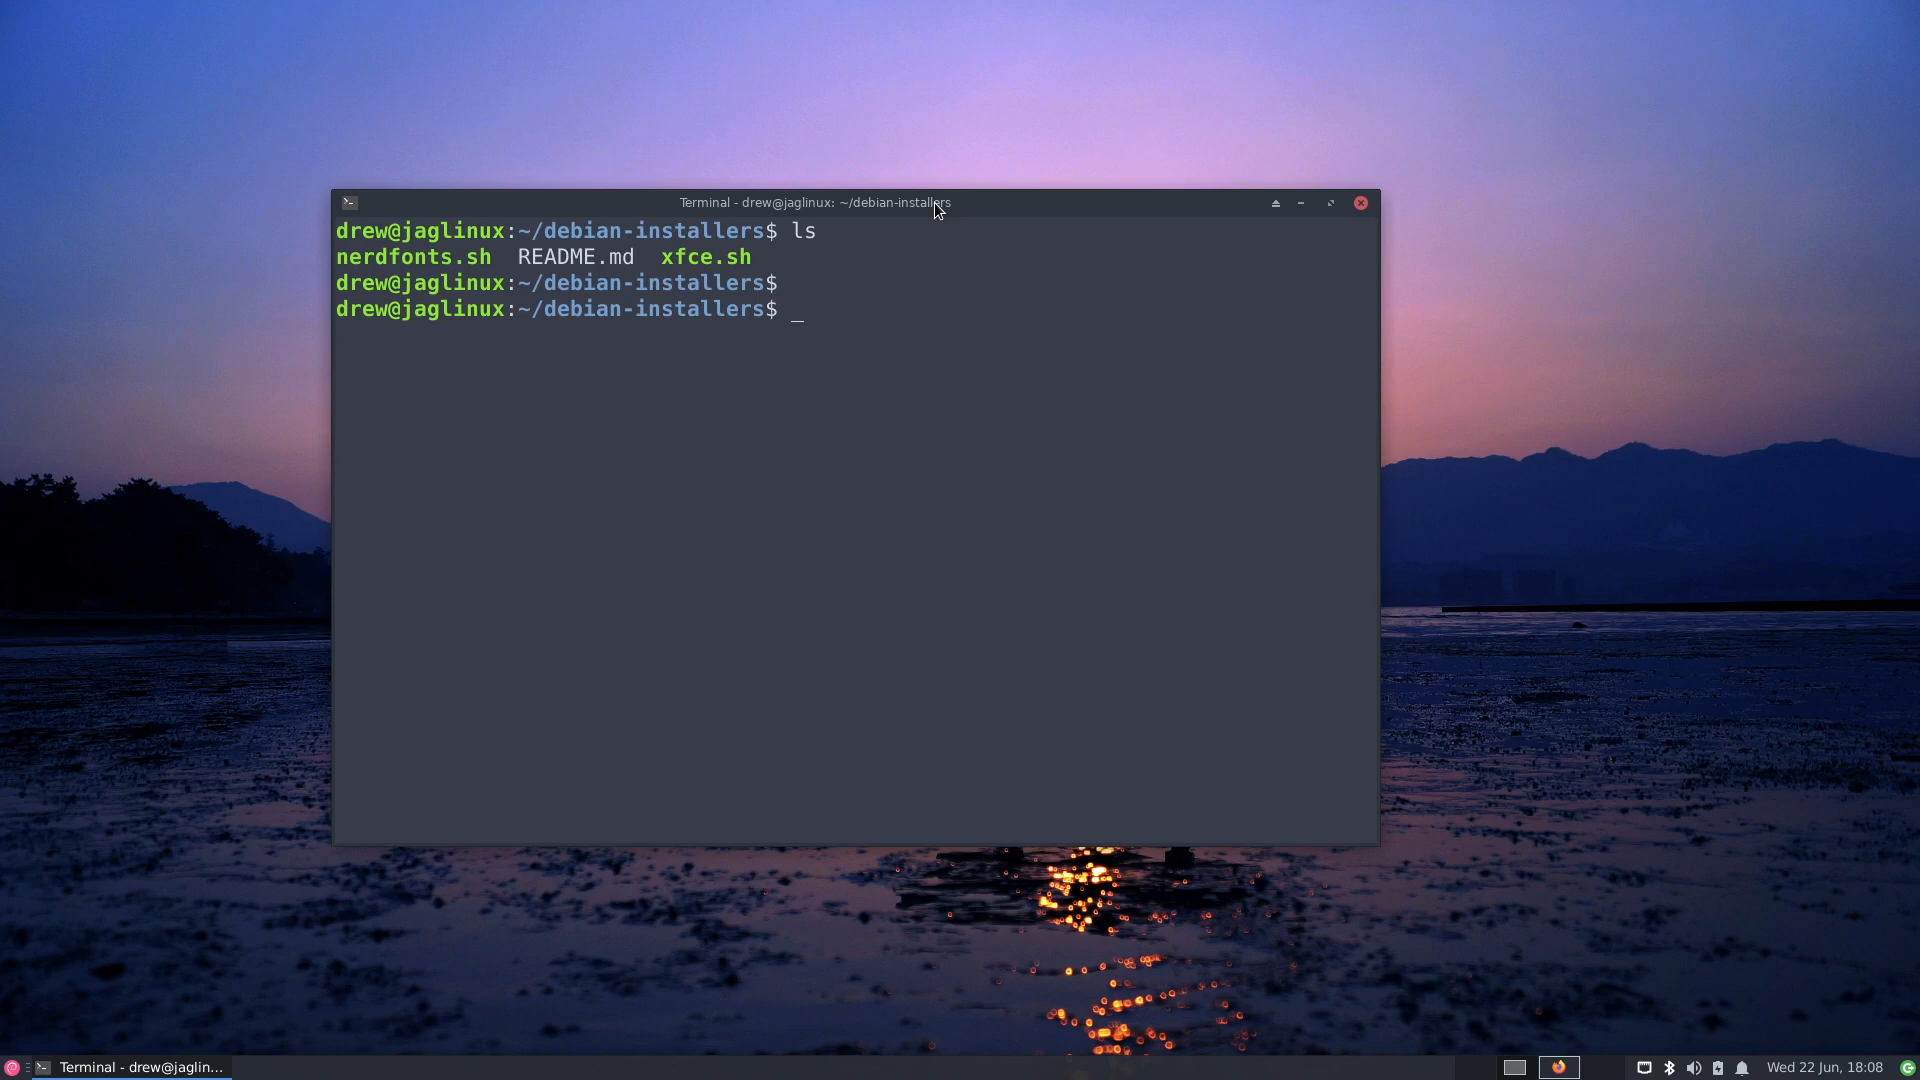 Terminal - drew@jaglinux: ~/debian-installers
drew@jaglinux:~/debian-installers$ ls
nerdfonts.sh  README.md  xfce.sh
drew@jaglinux:~/debian-installers$
drew@jaglinux:~/debian-installers$ _
Terminal - drew@jaglin...
Wed 22 Jun, 18:08